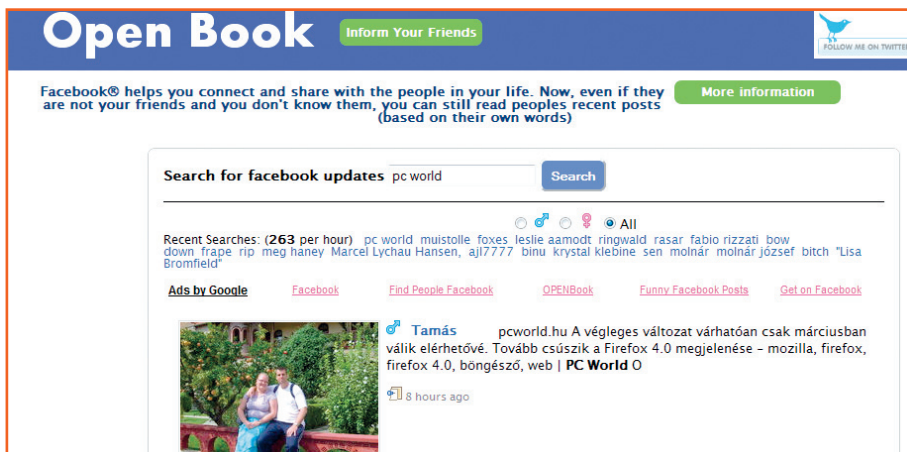 Open Book
Inform Your Friends
FOLLOW ME ON TWITTER
Facebook® helps you connect and share with the people in your life. Now, even if they
are not your friends and you don't know them, you can still read peoples recent posts
(based on their own words)
More information
Search for facebook updates pc world Search
All
Recent Searches: (263 per hour) pc world muistolle foxes leslie aamodt ringwald rasar fabio rizzati bow
down frape rip meg haney Marcel Lychau Hansen, ajl7777 binu krystal klebine sen molnár molnár józsef bitch "Lisa
Bromfield"
Ads by Google Facebook Find People Facebook OPENBook Funny Facebook Posts Get on Facebook
Tamás pcworld.hu A végleges változat várhatóan csak márciusban
válik elérhetővé. Tovább csúszik a Firefox 4.0 megjelenése – mozilla, firefox,
firefox 4.0, böngésző, web | PC World O
8 hours ago